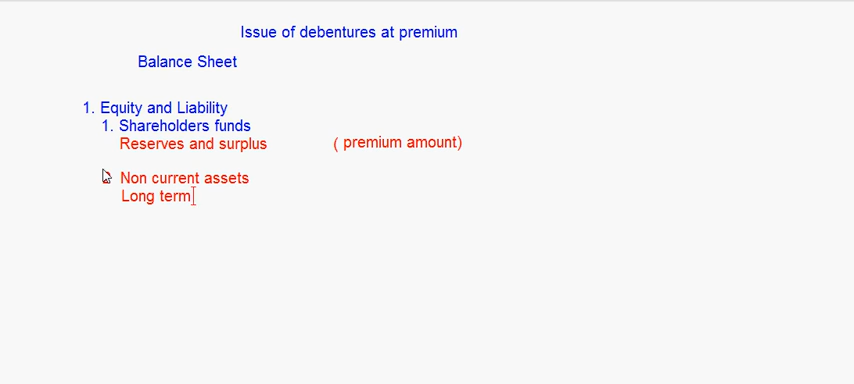 Issue of debentures at premium
Balance Sheet
1. Equity and Liability
1. Shareholders funds
Reserves and surplus ( premium amount)
Non current assets
Long term